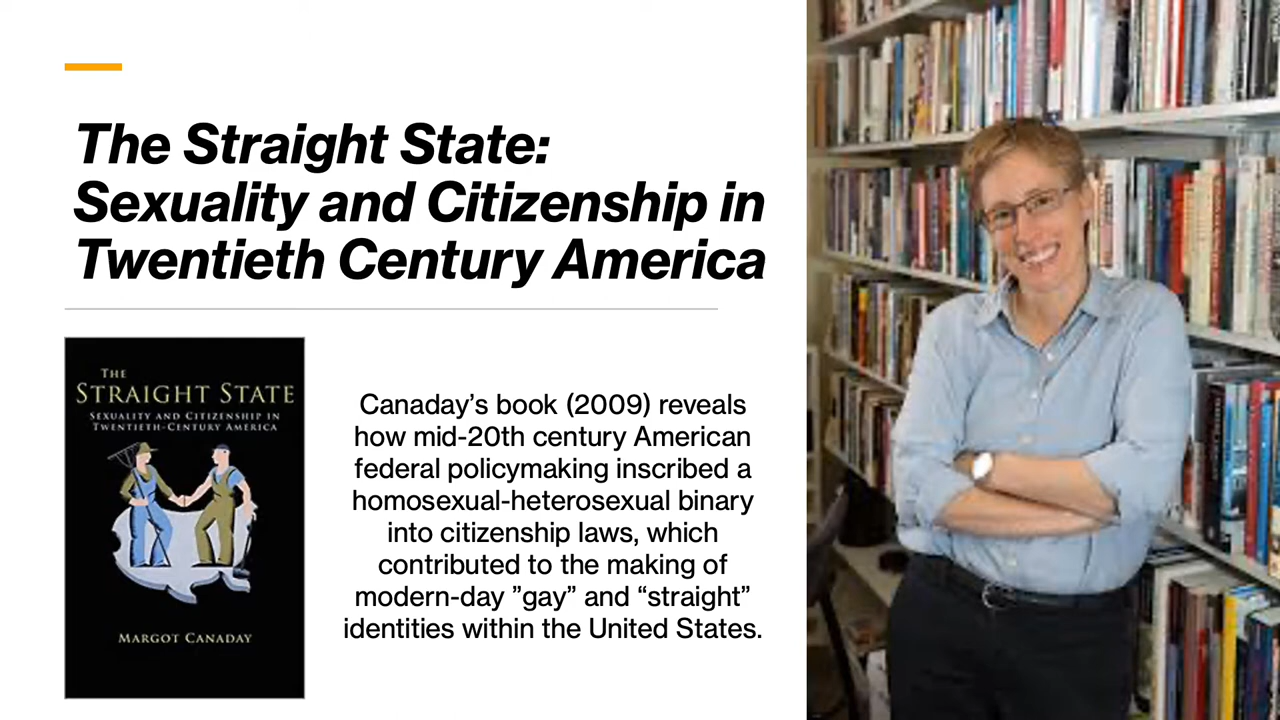 The Straight State:
Sexuality and Citizenship in
Twentieth Century America
THE
STRAIGHT STATE
SEXUALITY AND CITIZENSHIP IN
TWENTIETH-CENTURY AMERICA
MARGOT CANADAY
Canaday’s book (2009) reveals
how mid-20th century American
federal policymaking inscribed a
homosexual-heterosexual binary
into citizenship laws, which
contributed to the making of
modern-day ”gay” and “straight”
identities within the United States.